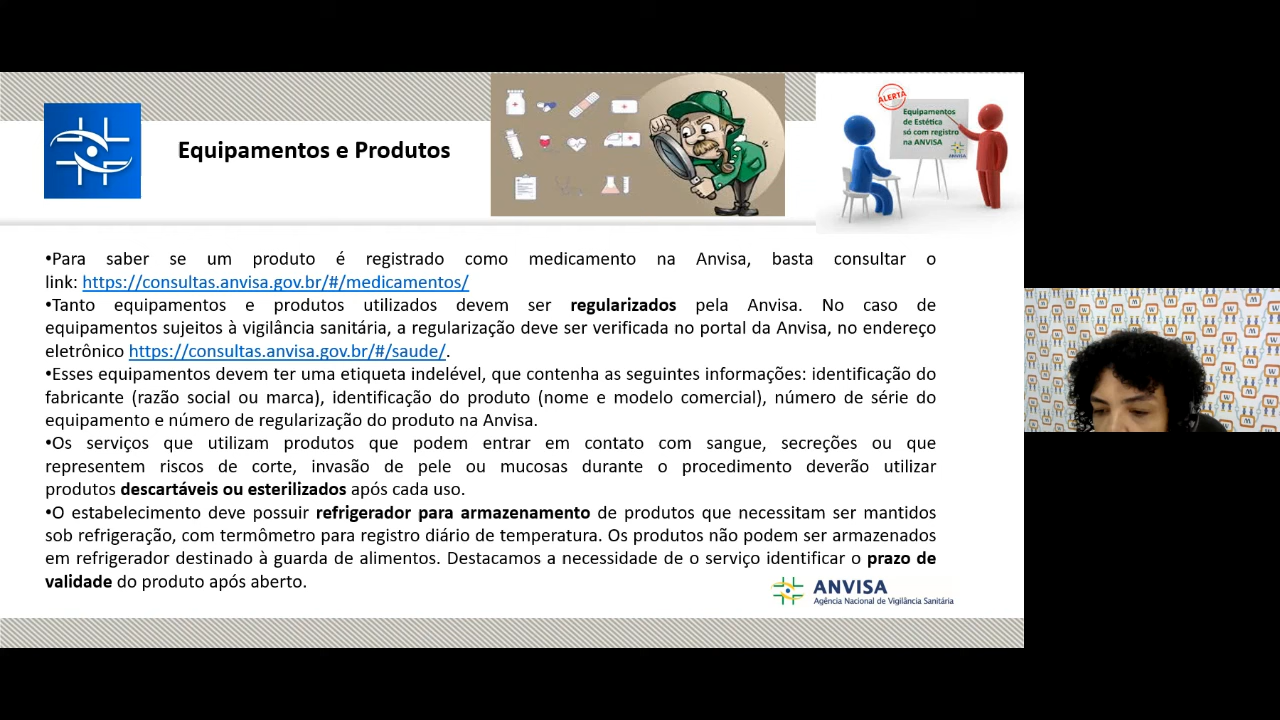 Equipamentos e Produtos
ALERTA
Equipamentos
de Estética
só com registro
na ANVISA
ANVISA
•Para saber se um produto é registrado como medicamento na Anvisa, basta consultar o
link: https://consultas.anvisa.gov.br/#/medicamentos/
•Tanto equipamentos e produtos utilizados devem ser regularizados pela Anvisa. No caso de
equipamentos sujeitos à vigilância sanitária, a regularização deve ser verificada no portal da Anvisa, no endereço
eletrônico https://consultas.anvisa.gov.br/#/saude/.
•Esses equipamentos devem ter uma etiqueta indelével, que contenha as seguintes informações: identificação do
fabricante (razão social ou marca), identificação do produto (nome e modelo comercial), número de série do
equipamento e número de regularização do produto na Anvisa.
•Os serviços que utilizam produtos que podem entrar em contato com sangue, secreções ou que
representem riscos de corte, invasão de pele ou mucosas durante o procedimento deverão utilizar
produtos descartáveis ou esterilizados após cada uso.
•O estabelecimento deve possuir refrigerador para armazenamento de produtos que necessitam ser mantidos
sob refrigeração, com termômetro para registro diário de temperatura. Os produtos não podem ser armazenados
em refrigerador destinado à guarda de alimentos. Destacamos a necessidade de o serviço identificar o prazo de
validade do produto após aberto.
ANVISA
Agência Nacional de Vigilância Sanitária